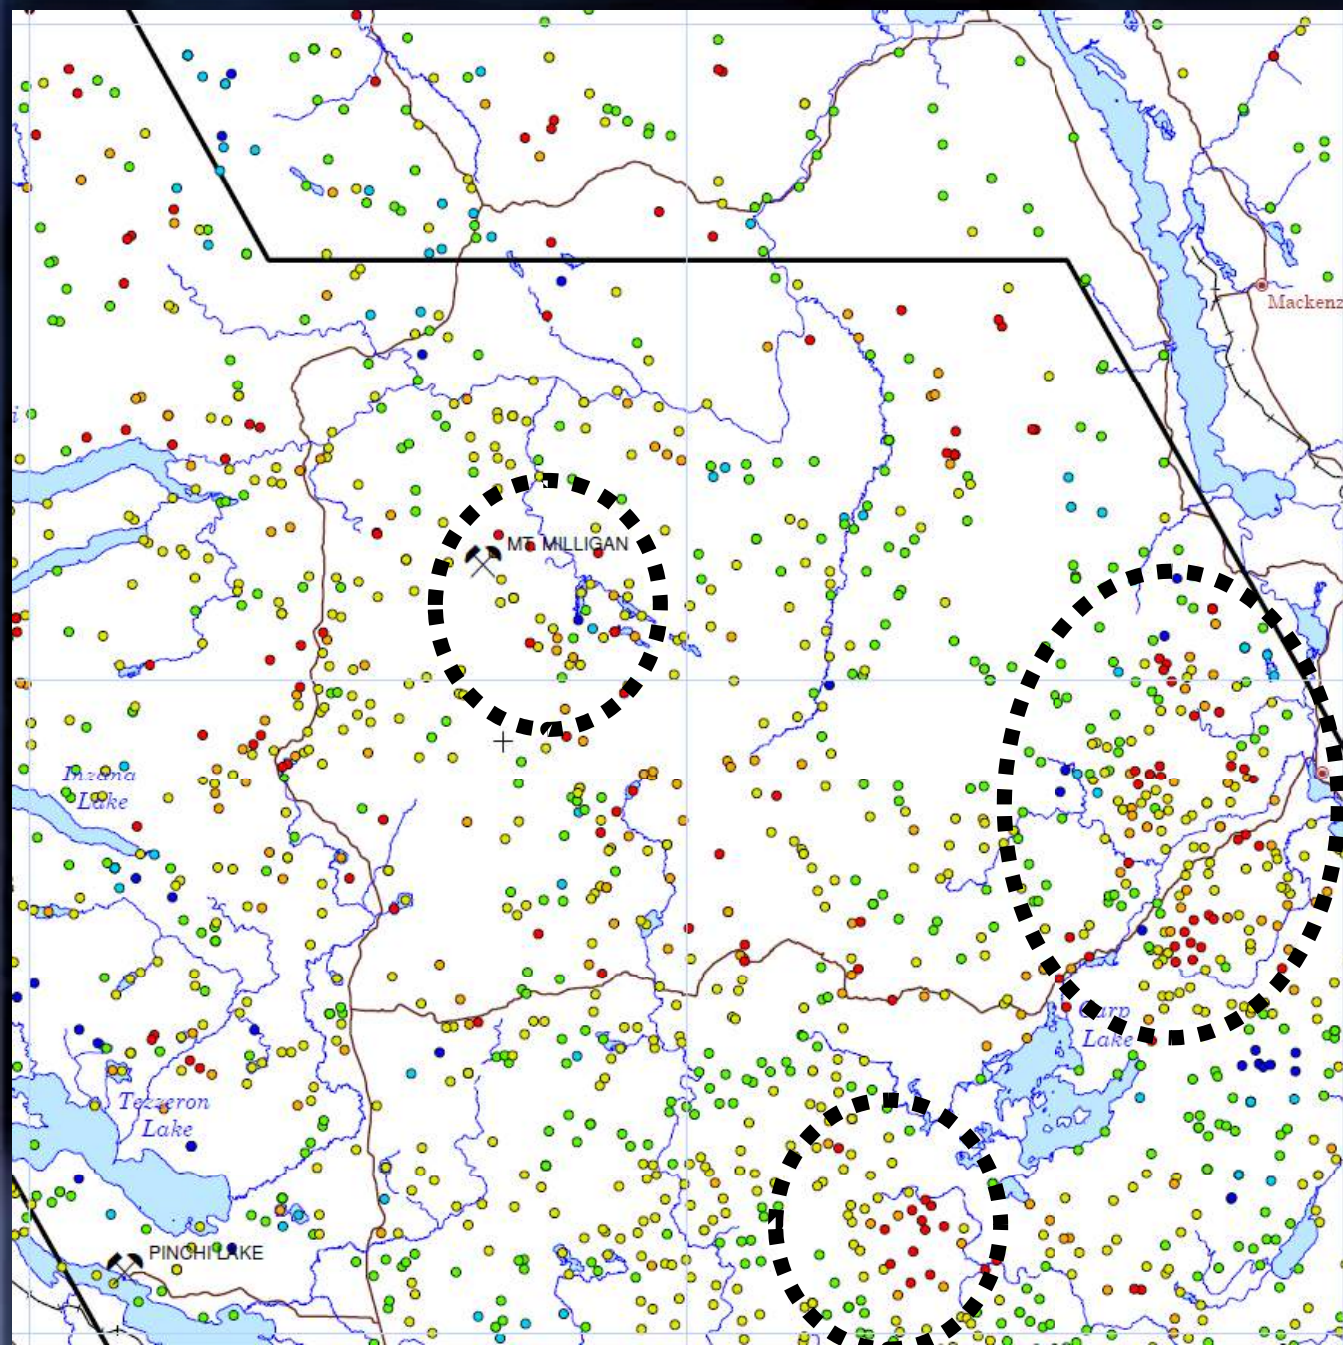 Mackenz
MT. MILLIGAN
Inzana
Lake
Carp
Lake
Tezzeron
Lake
PINCHI LAKE
i